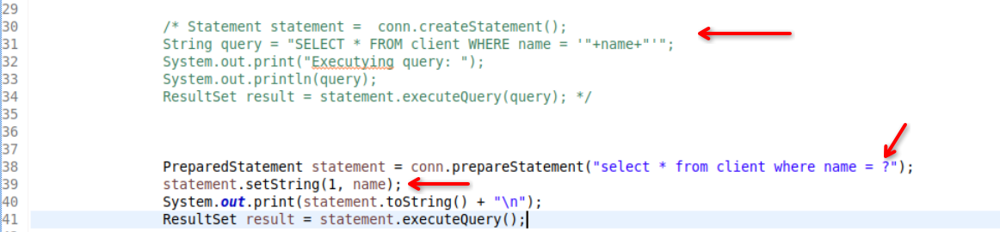 29
30 /* Statement statement =  conn.createStatement();
31 String query = "SELECT * FROM client WHERE name = '"+name+"'";
32 System.out.print("Executying query: ");
33 System.out.println(query);
34 ResultSet result = statement.executeQuery(query); */
35
36
37
38 PreparedStatement statement = conn.prepareStatement("select * from client where name = ?");
39 statement.setString(1, name);
40 System.out.print(statement.toString() + "\n");
41 ResultSet result = statement.executeQuery();